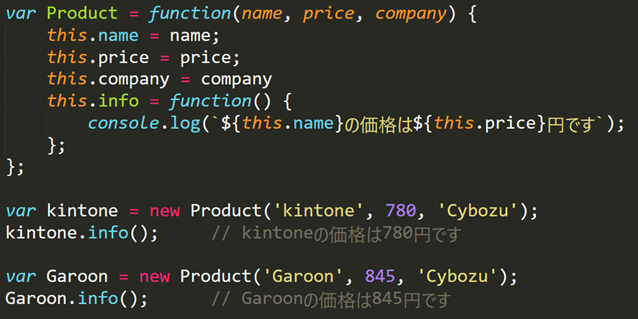 var Product = function(name, price, company) {
    this.name = name;
    this.price = price;
    this.company = company
    this.info = function() {
        console.log(`${this.name}の価格は${this.price}円です`);
    };
};

var kintone = new Product('kintone', 780, 'Cybozu');
kintone.info();     // kintoneの価格は780円です

var Garoon = new Product('Garoon', 845, 'Cybozu');
Garoon.info();      // Garoonの価格は845円です